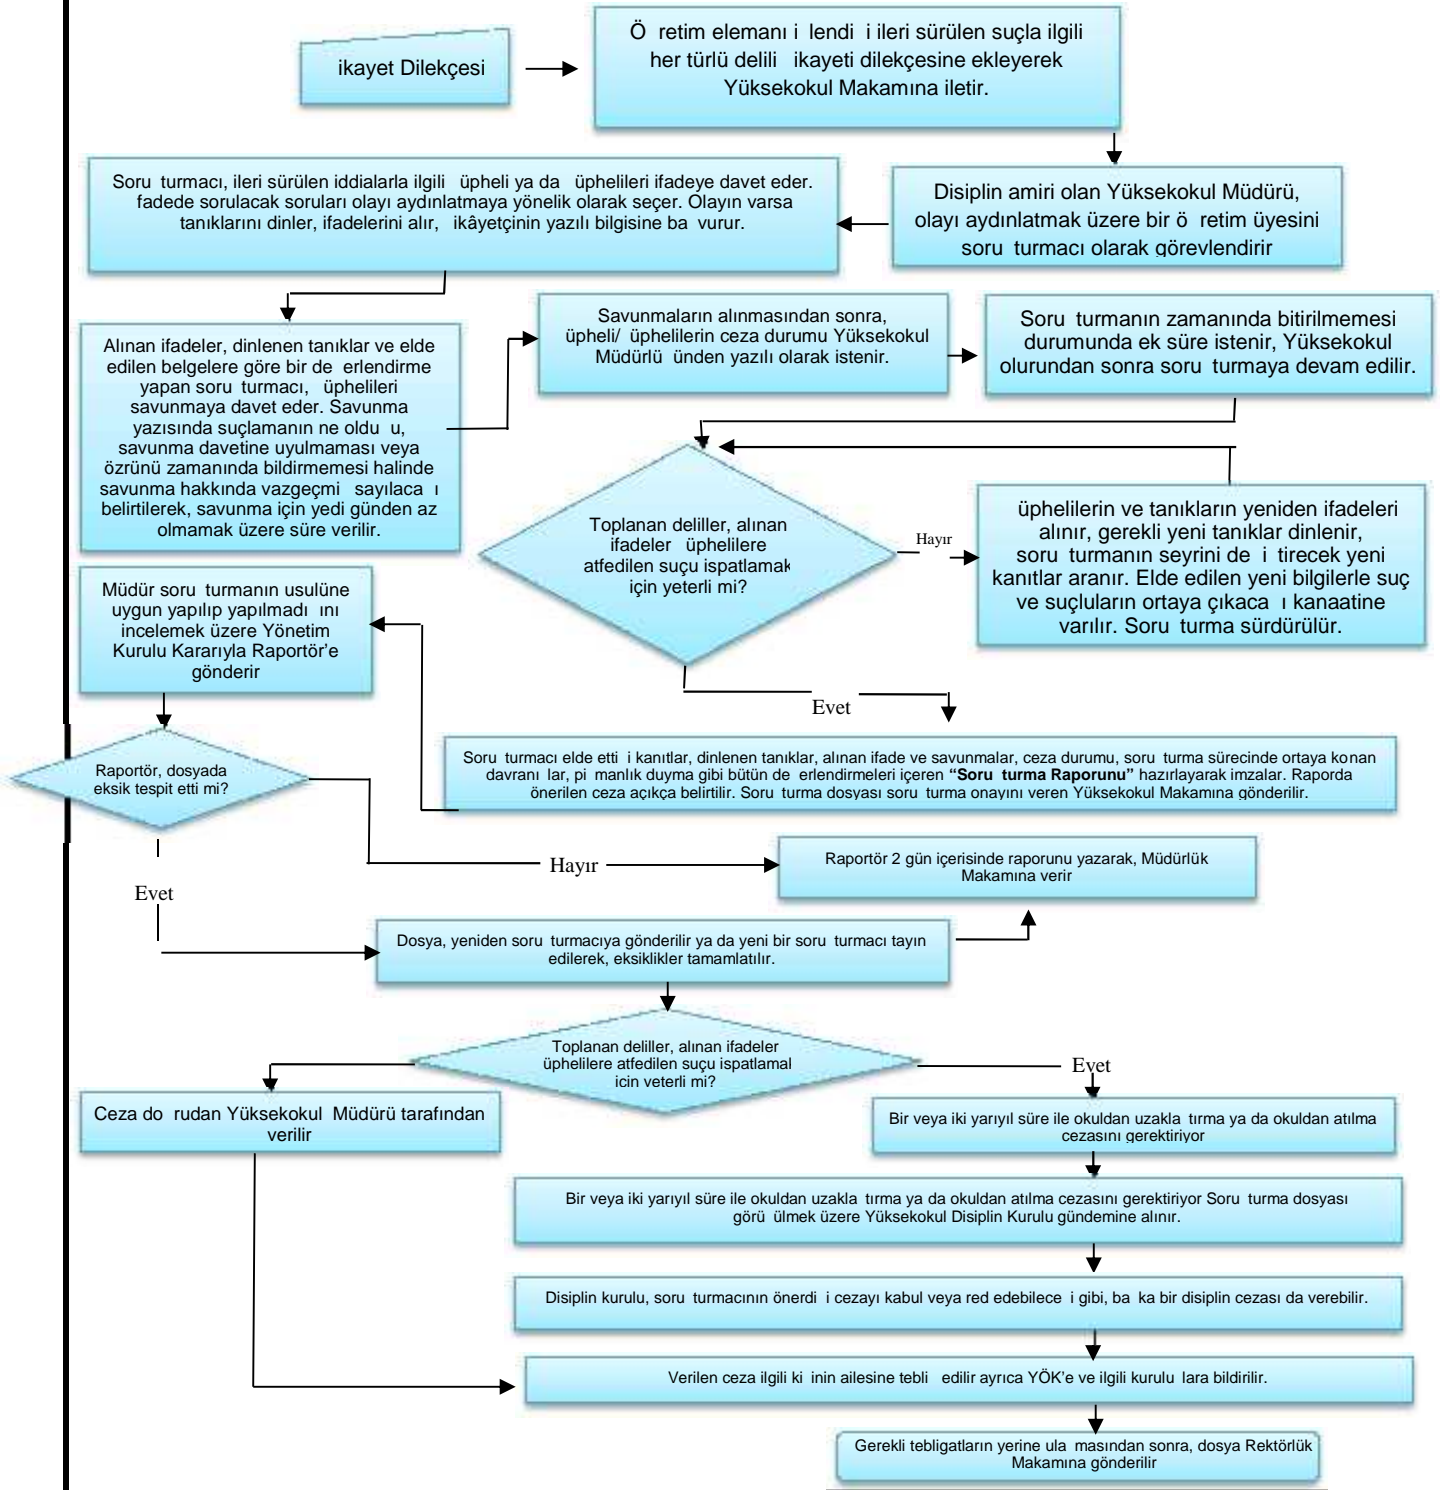 ikayet Dilekçesi
Ö retim elemanı i lendi i ileri sürülen suçla ilgili
her türlü delili ikayeti dilekçesine ekleyerek
Yüksekokul Makamına iletir.
Disiplin amiri olan Yüksekokul Müdürü,
olayı aydınlatmak üzere bir ö retim üyesini
soru turmacı olarak görevlendirir
Soru turmacı, ileri sürülen iddialarla ilgili üpheli ya da üphelileri ifadeye davet eder.
fadede sorulacak soruları olayı aydınlatmaya yönelik olarak seçer. Olayın varsa
tanıklarını dinler, ifadelerini alır, ikâyetçinin yazılı bilgisine ba vurur.
Alınan ifadeler, dinlenen tanıklar ve elde
edilen belgelere göre bir de erlendirme
yapan soru turmacı, üphelileri
savunmaya davet eder. Savunma
yazısında suçlamanın ne oldu u,
savunma davetine uyulmaması veya
özrünü zamanında bildirmemesi halinde
savunma hakkında vazgeçmi sayılaca ı
belirtilerek, savunma için yedi günden az
olmamak üzere süre verilir.
Savunmaların alınmasından sonra,
üpheli/ üphelilerin ceza durumu Yüksekokul
Müdürlü ünden yazılı olarak istenir.
Soru turmanın zamanında bitirilmemesi
durumunda ek süre istenir, Yüksekokul
olurundan sonra soru turmaya devam edilir.
Toplanan deliller, alınan
ifadeler üphelilere
atfedilen suçu ispatlamak
için yeterli mi?
Hayır
üphelilerin ve tanıkların yeniden ifadeleri
alınır, gerekli yeni tanıklar dinlenir,
soru turmanın seyrini de i tirecek yeni
kanıtlar aranır. Elde edilen yeni bilgilerle suç
ve suçluların ortaya çıkaca ı kanaatine
varılır. Soru turma sürdürülür.
Evet
Soru turmacı elde etti i kanıtlar, dinlenen tanıklar, alınan ifade ve savunmalar, ceza durumu, soru turma sürecinde ortaya konan
davranı lar, pi manlık duyma gibi bütün de erlendirmeleri içeren “Soru turma Raporunu” hazırlayarak imzalar. Raporda
önerilen ceza açıkça belirtilir. Soru turma dosyası soru turma onayını veren Yüksekokul Makamına gönderilir.
Müdür soru turmanın usulüne
uygun yapılıp yapılmadı ını
incelemek üzere Yönetim
Kurulu Kararıyla Raportör’e
gönderir
Raportör, dosyada
eksik tespit etti mi?
Hayır
Raportör 2 gün içerisinde raporunu yazarak, Müdürlük
Makamına verir
Evet
Dosya, yeniden soru turmacıya gönderilir ya da yeni bir soru turmacı tayın
edilerek, eksiklikler tamamlatılır.
Toplanan deliller, alınan ifadeler
üphelilere atfedilen suçu ispatlamal
icin veterli mi?
Evet
Ceza do rudan Yüksekokul Müdürü tarafından
verilir
Bir veya iki yarıyıl süre ile okuldan uzakla tırma ya da okuldan atılma
cezasını gerektiriyor
Bir veya iki yarıyıl süre ile okuldan uzakla tırma ya da okuldan atılma cezasını gerektiriyor Soru turma dosyası
görü ülmek üzere Yüksekokul Disiplin Kurulu gündemine alınır.
Disiplin kurulu, soru turmacının önerdi i cezayı kabul veya red edebilece i gibi, ba ka bir disiplin cezası da verebilir.
Verilen ceza ilgili ki inin ailesine tebli edilir ayrıca YÖK’e ve ilgili kurulu lara bildirilir.
Gerekli tebligatların yerine ula masından sonra, dosya Rektörlük
Makamına gönderilir